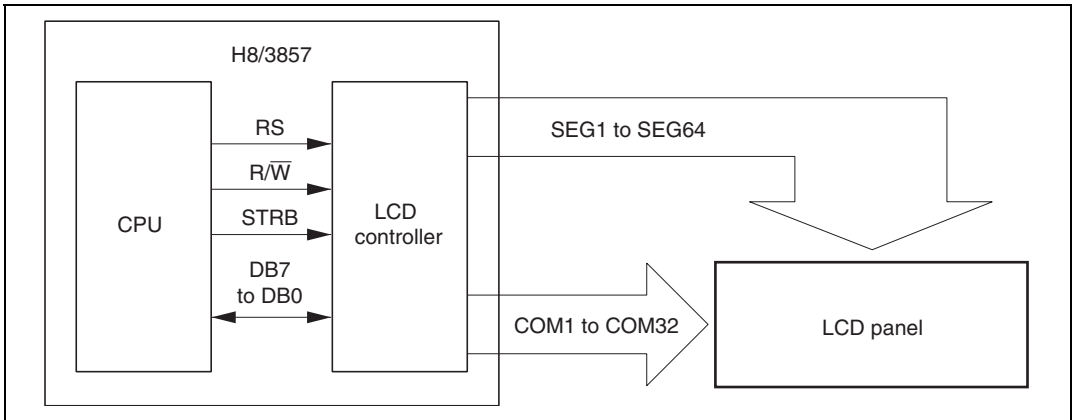 H8/3857
CPU
RS
R/W̅
STRB
DB7
to DB0
LCD
controller
SEG1 to SEG64
COM1 to COM32
LCD panel